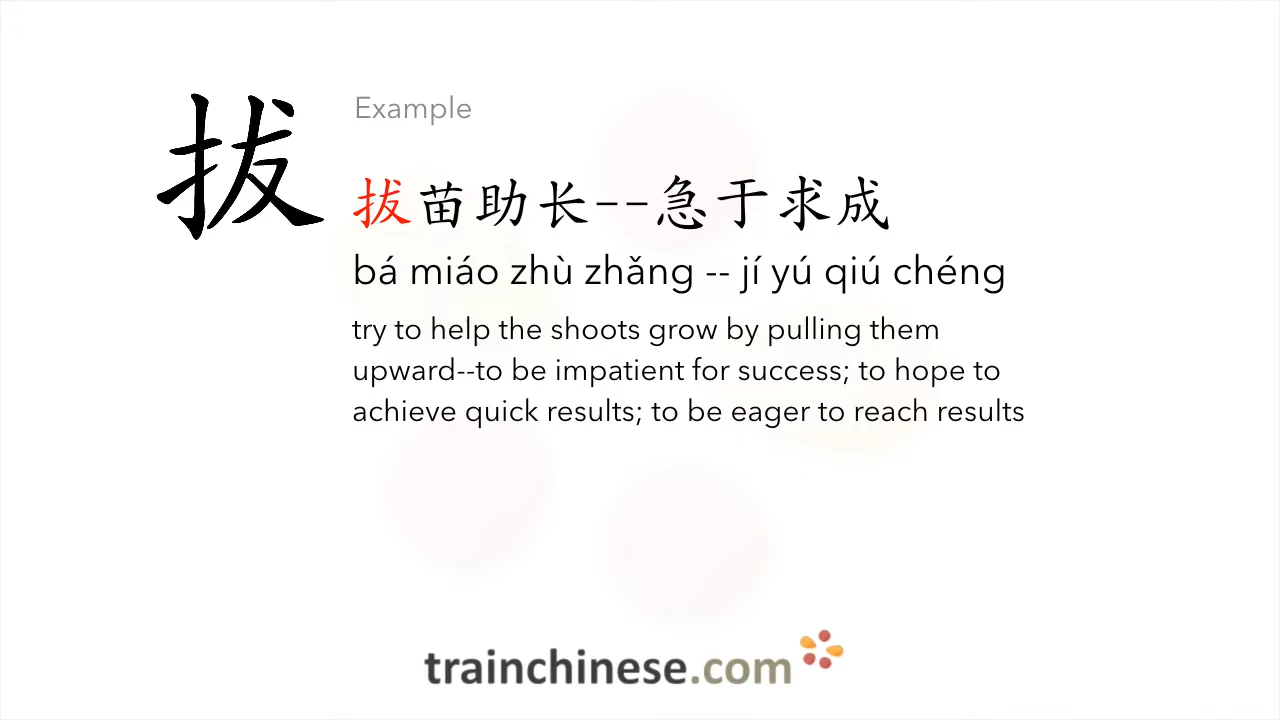 拔
Example
拔苗助长--急于求成
bá miáo zhù zhǎng -- jí yú qiú chéng
try to help the shoots grow by pulling them
upward--to be impatient for success; to hope to
achieve quick results; to be eager to reach results
trainchinese.com